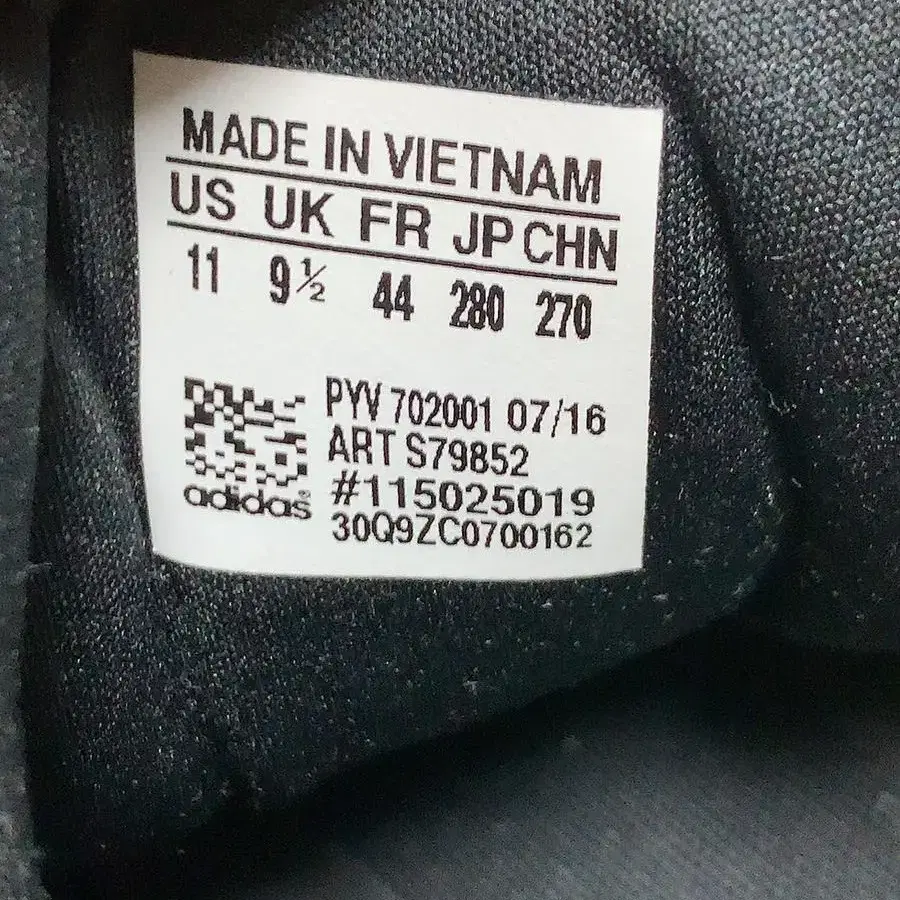 MADE IN VIETNAM
US UK FR JP CHN
11 9½ 44 280 270
PYV 702001 07/16
ART S79852
#115025019
30Q9ZC0700162
adidas®